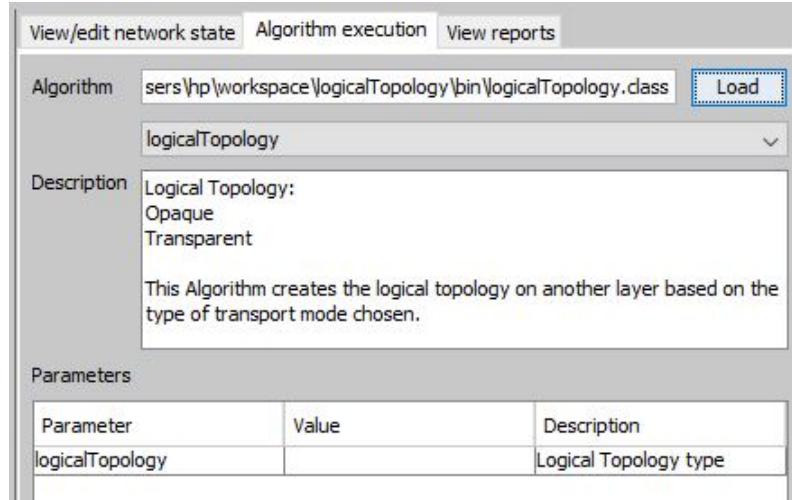 View/edit network state Algorithm execution View reports
Algorithm sers\hp\workspace\logicalTopology\bin\logicalTopology.class Load
logicalTopology
Description Logical Topology:
Opaque
Transparent
This Algorithm creates the logical topology on another layer based on the
type of transport mode chosen.
Parameters
Parameter Value Description
logicalTopology Logical Topology type